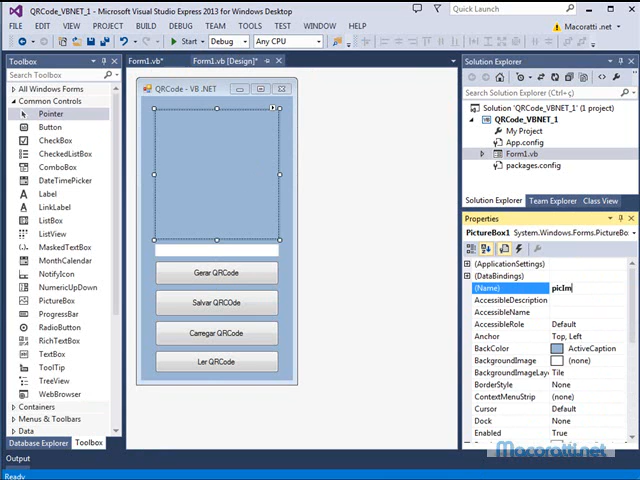 QRCode_VBNET_1 - Microsoft Visual Studio Express 2013 for Windows Desktop
Quick Launch (Ctrl+Q)
FILE EDIT VIEW PROJECT BUILD DEBUG TEAM TOOLS TEST WINDOW HELP
Macoratti .net
Start Debug Any CPU
Toolbox
Search Toolbox
All Windows Forms
Common Controls
Pointer
Button
CheckBox
CheckedListBox
ComboBox
DateTimePicker
Label
LinkLabel
ListBox
ListView
MaskedTextBox
MonthCalendar
NotifyIcon
NumericUpDown
PictureBox
ProgressBar
RadioButton
RichTextBox
TextBox
ToolTip
TreeView
WebBrowser
Containers
Menus & Toolbars
Data
Database Explorer Toolbox
Form1.vb* Form1.vb [Design]*
QRCode - VB .NET
Gerar QRCode
Salvar QRCOde
Carregar QRCode
Ler QRCode
Solution Explorer
Search Solution Explorer (Ctrl+ç)
Solution 'QRCode_VBNET_1' (1 project)
QRCode_VBNET_1
My Project
App.config
Form1.vb
packages.config
Solution Explorer Team Explorer Class View
Properties
PictureBox1 System.Windows.Forms.PictureBo
(ApplicationSettings)
(DataBindings)
(Name) picIm
AccessibleDescription
AccessibleName
AccessibleRole Default
Anchor Top, Left
BackColor ActiveCaption
BackgroundImage (none)
BackgroundImageLayout Tile
BorderStyle None
ContextMenuStrip (none)
Cursor Default
Dock None
Enabled True
Macoratti.net
Output
Ready